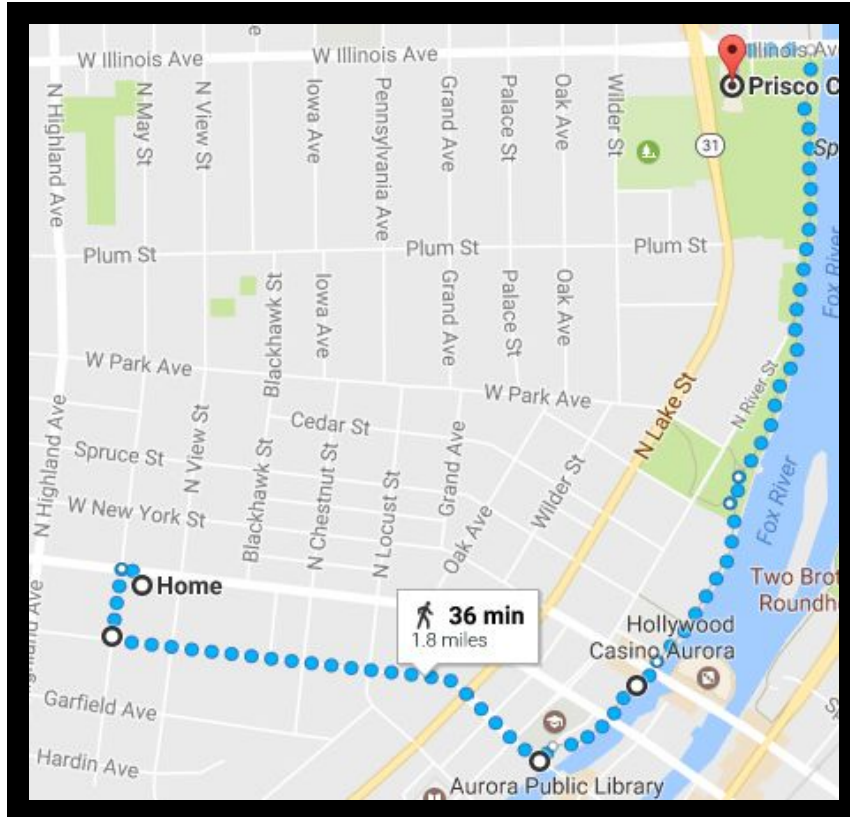 W Illinois Ave
W Illinois Ave
Illinois Av
Prisco C
Sp
31
N Highland Ave
N May St
N View St
Iowa Ave
Pennsylvania Ave
Grand Ave
Palace St
Oak Ave
Wilder St
Plum St
Plum St
Plum St
Fox River
Blackhawk St
Iowa Ave
Grand Ave
Palace St
Oak Ave
W Park Ave
W Park Ave
N Lake St
N River St
N Highland Ave
N View St
Cedar St
Spruce St
Blackhawk St
N Chestnut St
N Locust St
Grand Ave
Oak Ave
Wilder St
W New York St
Fox River
Home
Two Brot
Roundh
36 min
1.8 miles
Hollywood
Casino Aurora
Garfield Ave
Hardin Ave
Aurora Public Library